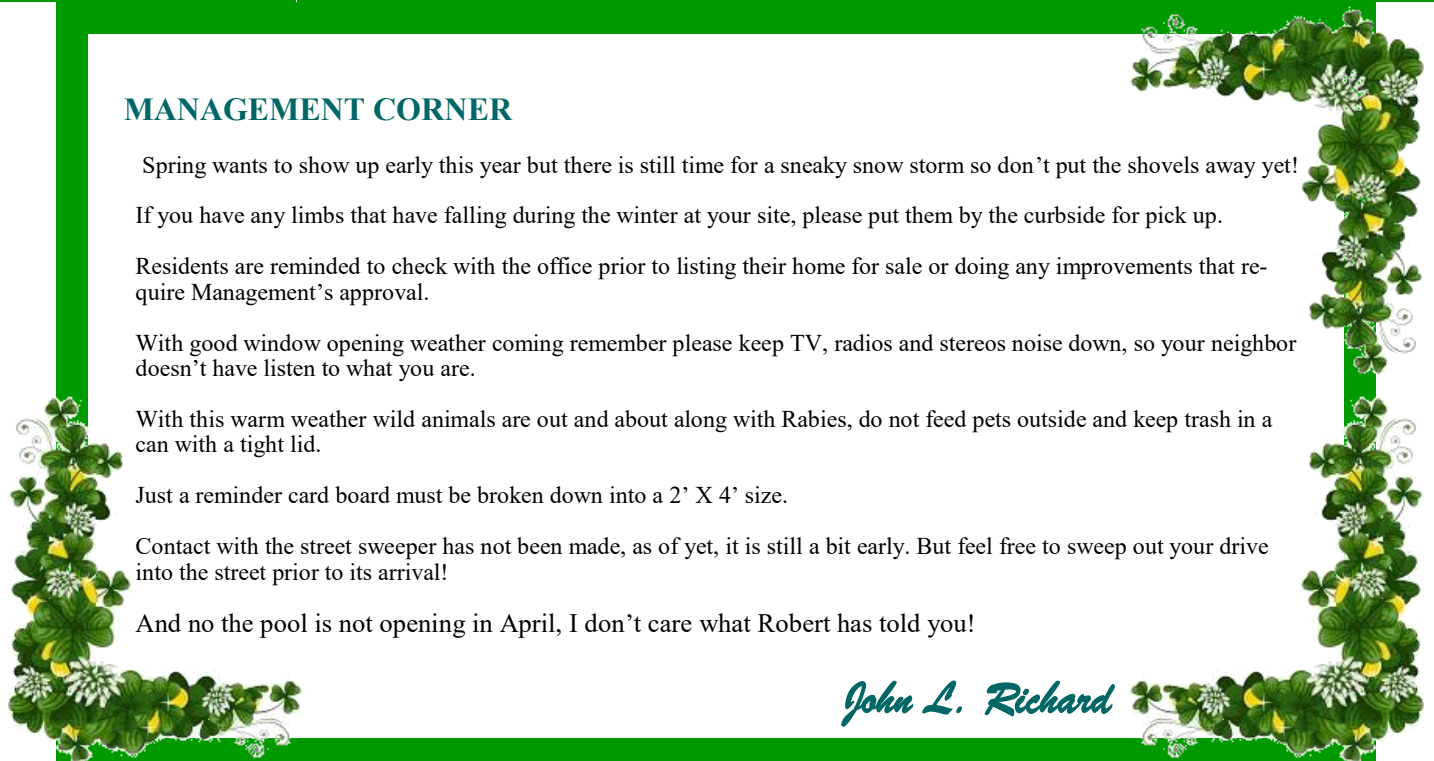 MANAGEMENT CORNER
Spring wants to show up early this year but there is still time for a sneaky snow storm so don’t put the shovels away yet!
If you have any limbs that have falling during the winter at your site, please put them by the curbside for pick up.
Residents are reminded to check with the office prior to listing their home for sale or doing any improvements that re-
quire Management’s approval.
With good window opening weather coming remember please keep TV, radios and stereos noise down, so your neighbor
doesn’t have listen to what you are.
With this warm weather wild animals are out and about along with Rabies, do not feed pets outside and keep trash in a
can with a tight lid.
Just a reminder card board must be broken down into a 2’ X 4’ size.
Contact with the street sweeper has not been made, as of yet, it is still a bit early. But feel free to sweep out your drive
into the street prior to its arrival!
And no the pool is not opening in April, I don’t care what Robert has told you!
John L. Richard